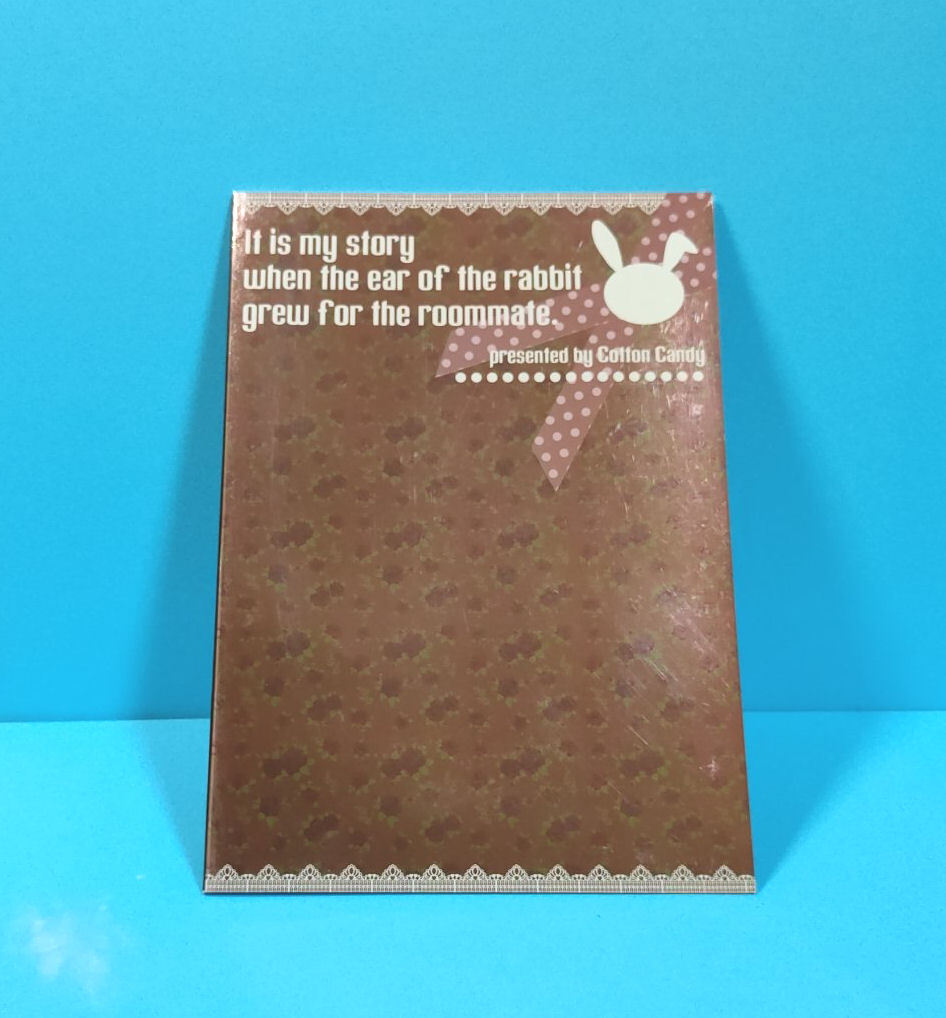 It is my story
when the ear of the rabbit
grew for the roommate.
presented by Cotton Candy